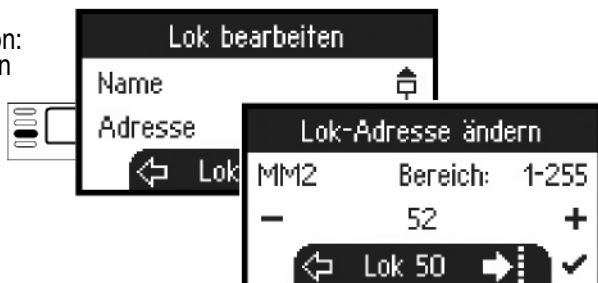 on:
n
Lok bearbeiten
Name
Adresse
Lok
Lok-Adresse ändern
MM2 Bereich: 1-255
− 52 +
Lok 50